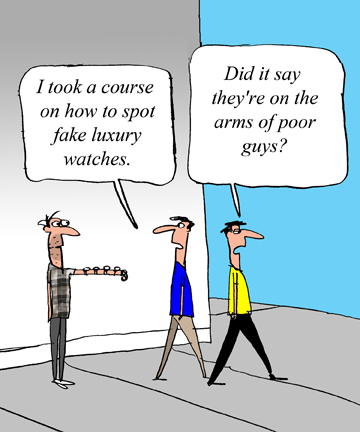 I took a course
on how to spot
fake luxury
watches.
Did it say
they're on the
arms of poor
guys?